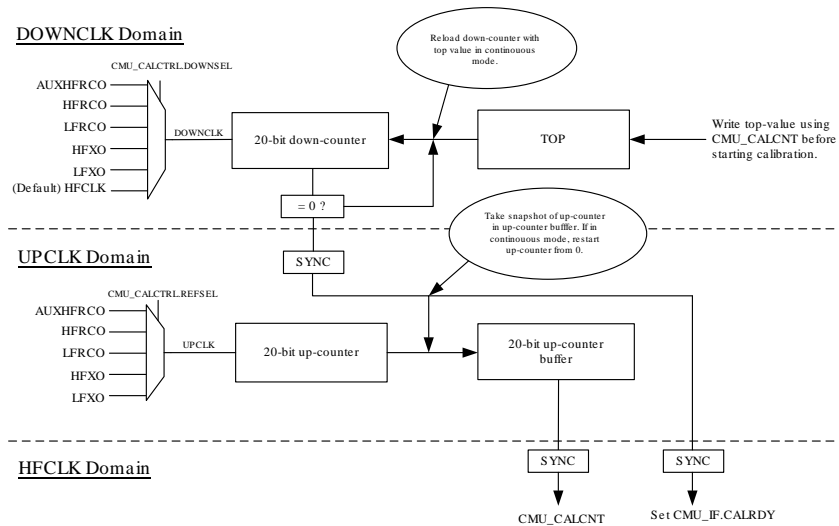 DOWNCLK Domain
CMU_CALCTRL.DOWNSEL
AUXHFRCO
HFRCO
LFRCO
HFXO
LFXO
(Default) HFCLK
DOWNCLK
20-bit down-counter
Reload down-counter with
top value in continouous
mode.
TOP
Write top-value using
CMU_CALCNT before
starting calibration.
= 0 ?
Take snapshot of up-counter
in up-counter bufffer. If in
continouous mode, restart
up-counter from 0.
SYNC
UPCLK Domain
CMU_CALCTRL.REFSEL
AUXHFRCO
HFRCO
LFRCO
HFXO
LFXO
UPCLK
20-bit up-counter
20-bit up-counter
buffer
HFCLK Domain
SYNC
SYNC
CMU_CALCNT
Set CMU_IF.CALRDY